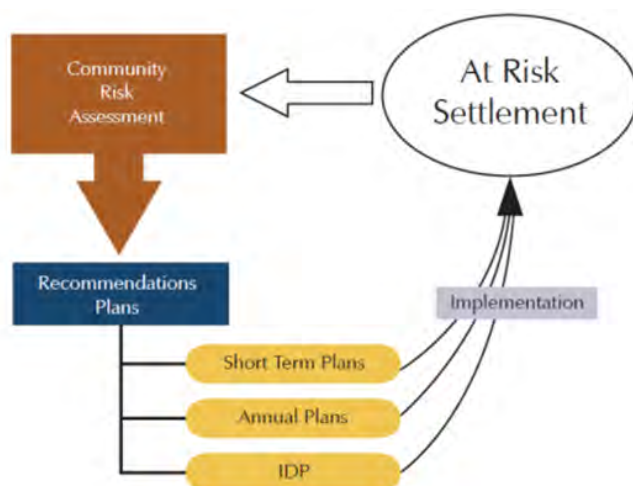 Community
Risk
Assessment
At Risk
Settlement
Recommendations
Plans
Implementation
Short Term Plans
Annual Plans
IDP